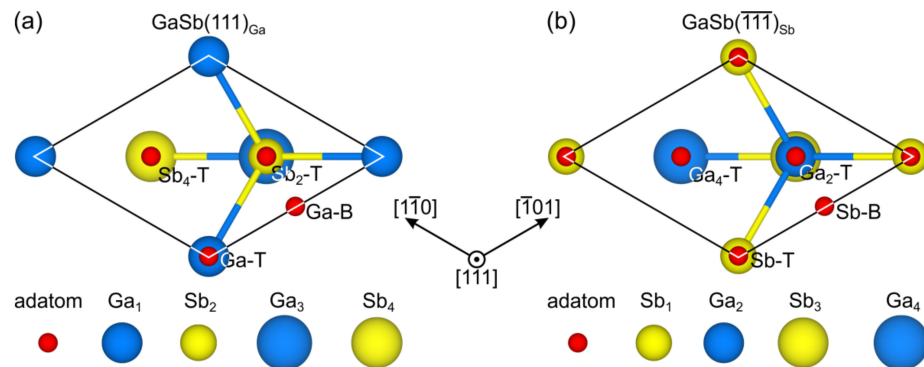 (a)
GaSb(111)Ga
Sb₄-T
Sb₂-T
Ga-B
Ga-T
adatom
Ga₁
Sb₂
Ga₃
Sb₄
[11̅0]
[1̅01]
[111]
(b)
GaSb(1̅1̅1̅)Sb
Ga₄-T
Ga₂-T
Sb-B
Sb-T
adatom
Sb₁
Ga₂
Sb₃
Ga₄